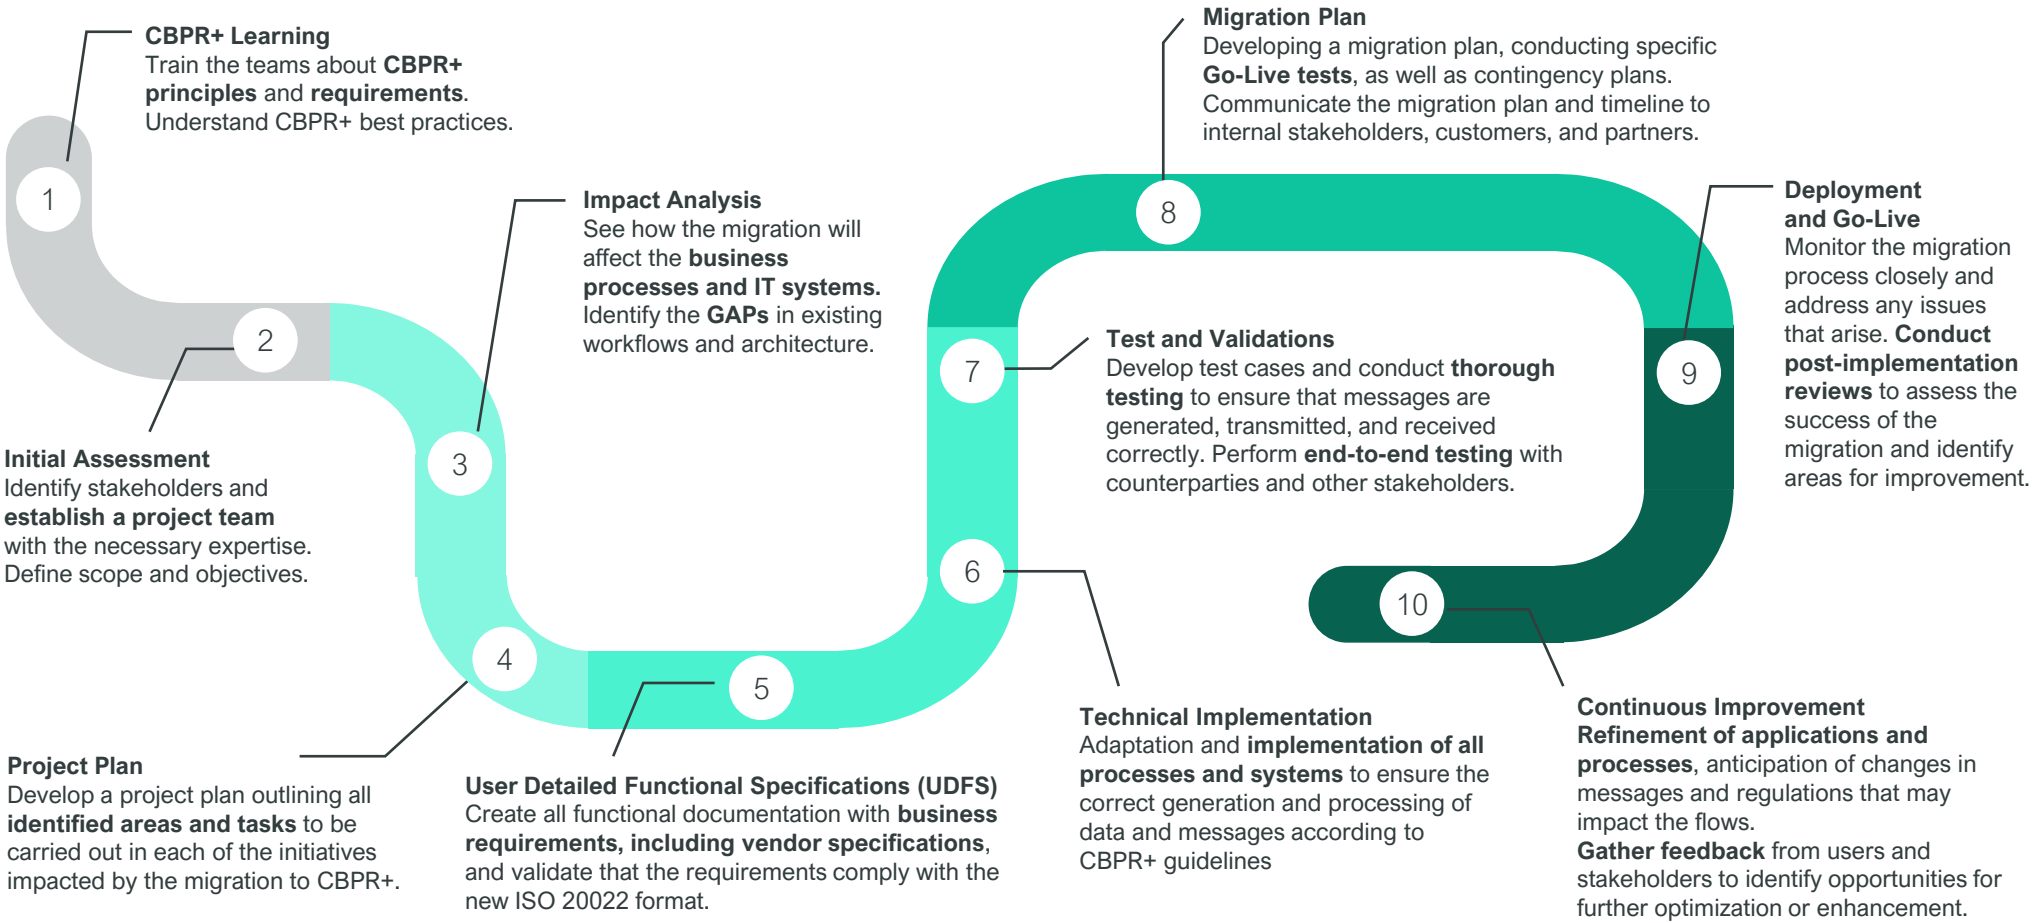 CBPR+ Learning
Train the teams about CBPR+
principles and requirements.
Understand CBPR+ best practices.
1
2
Initial Assessment
Identify stakeholders and
establish a project team
with the necessary expertise.
Define scope and objectives.
Impact Analysis
See how the migration will
affect the business
processes and IT systems.
Identify the GAPs in existing
workflows and architecture.
3
4
Project Plan
Develop a project plan outlining all
identified areas and tasks to be
carried out in each of the initiatives
impacted by the migration to CBPR+.
5
User Detailed Functional Specifications (UDFS)
Create all functional documentation with business
requirements, including vendor specifications,
and validate that the requirements comply with the
new ISO 20022 format.
6
Technical Implementation
Adaptation and implementation of all
processes and systems to ensure the
correct generation and processing of
data and messages according to
CBPR+ guidelines
7
Test and Validations
Develop test cases and conduct thorough
testing to ensure that messages are
generated, transmitted, and received
correctly. Perform end-to-end testing with
counterparties and other stakeholders.
Migration Plan
Developing a migration plan, conducting specific
Go-Live tests, as well as contingency plans.
Communicate the migration plan and timeline to
internal stakeholders, customers, and partners.
8
9
Deployment
and Go-Live
Monitor the migration
process closely and
address any issues
that arise. Conduct
post-implementation
reviews to assess the
success of the
migration and identify
areas for improvement.
10
Continuous Improvement
Refinement of applications and
processes, anticipation of changes in
messages and regulations that may
impact the flows.
Gather feedback from users and
stakeholders to identify opportunities for
further optimization or enhancement.